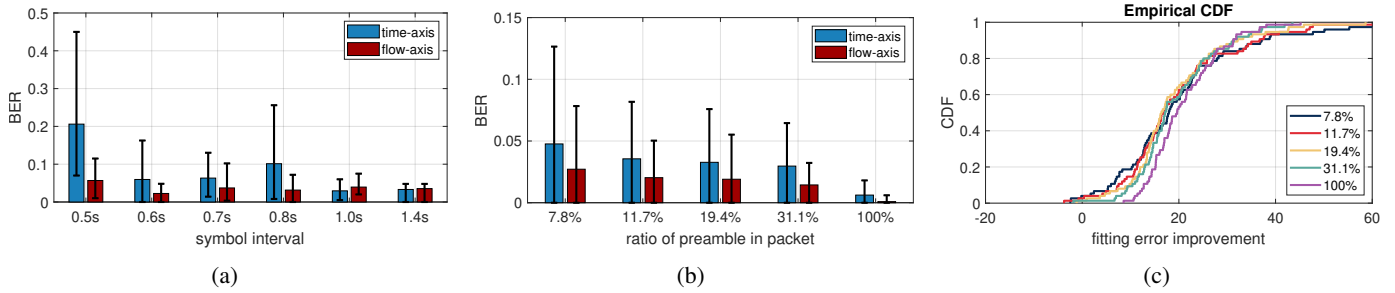 0.5
0.4
0.3
0.2
0.1
0
BER
time-axis
flow-axis
0.5s 0.6s 0.7s 0.8s 1.0s 1.4s
symbol interval
(a)
0.15
0.1
0.05
0
BER
time-axis
flow-axis
7.8% 11.7% 19.4% 31.1% 100%
ratio of preamble in packet
(b)
Empirical CDF
1
0.8
0.6
0.4
0.2
0
CDF
7.8%
11.7%
19.4%
31.1%
100%
-20 0 20 40 60
fitting error improvement
(c)